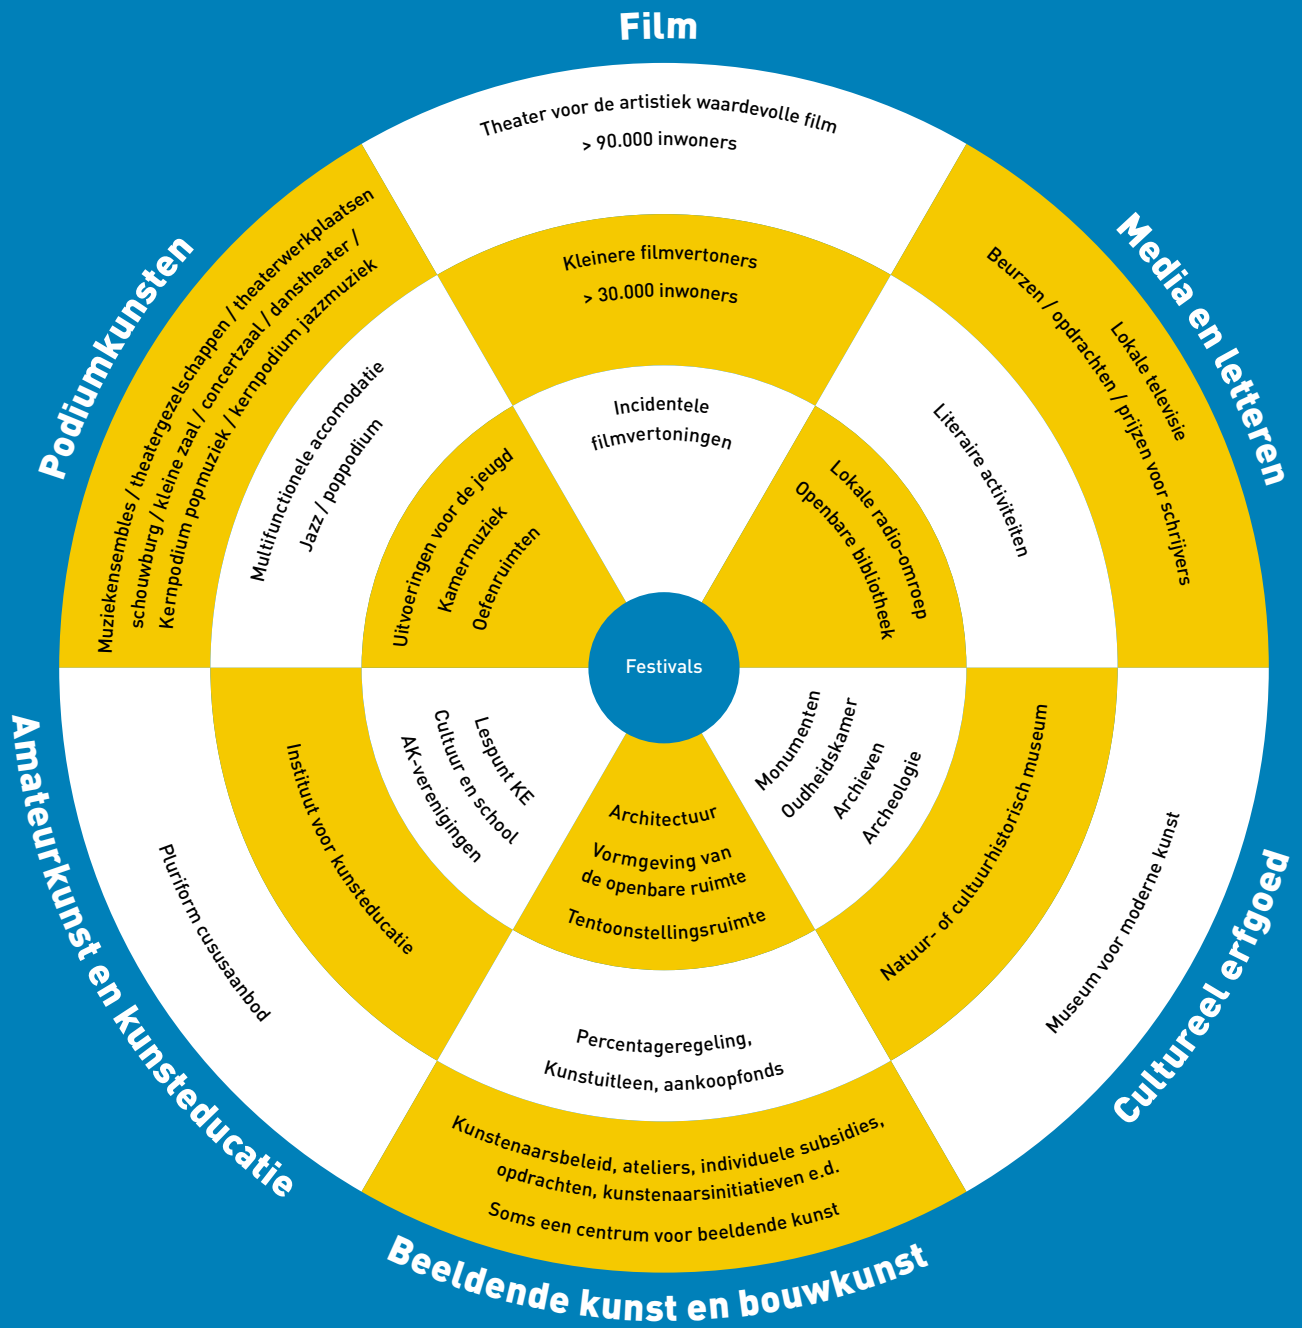 Film
Theater voor de artistiek waardevolle film
> 90.000 inwoners
Kleinere filmvertoners
> 30.000 inwoners
Incidentele
filmvertoningen
Media en letteren
Lokale televisie
Beurzen / opdrachten / prijzen voor schrijvers
Literaire activiteiten
Lokale radio-omroep
Openbare bibliotheek
Cultureel erfgoed
Monumenten
Oudheidskamer
Archieven
Archeologie
Natuur- of cultuurhistorisch museum
Museum voor moderne kunst
Beeldende kunst en bouwkunst
Architectuur
Vormgeving van
de openbare ruimte
Tentoonstellingsruimte
Percentageregeling,
Kunstuitleen, aankoopfonds
Kunstenaarsbeleid, ateliers, individuele subsidies,
opdrachten, kunstenaarsinitiatieven e.d.
Soms een centrum voor beeldende kunst
Amateurkunst en kunsteducatie
Lespunt KE
Cultuur en school
AK-verenigingen
Instituut voor kunsteducatie
Pluriform cususaanbod
Podiumkunsten
Muziekensembles / theatergezelschappen / theaterwerkplaatsen
schouwburg / kleine zaal / concertzaal / danstheater /
Kernpodium popmuziek / kernpodium jazzmuziek
Multifunctionele accomodatie
Jazz / poppodium
Uitvoeringen voor de jeugd
Kamermuziek
Oefenruimten
Festivals